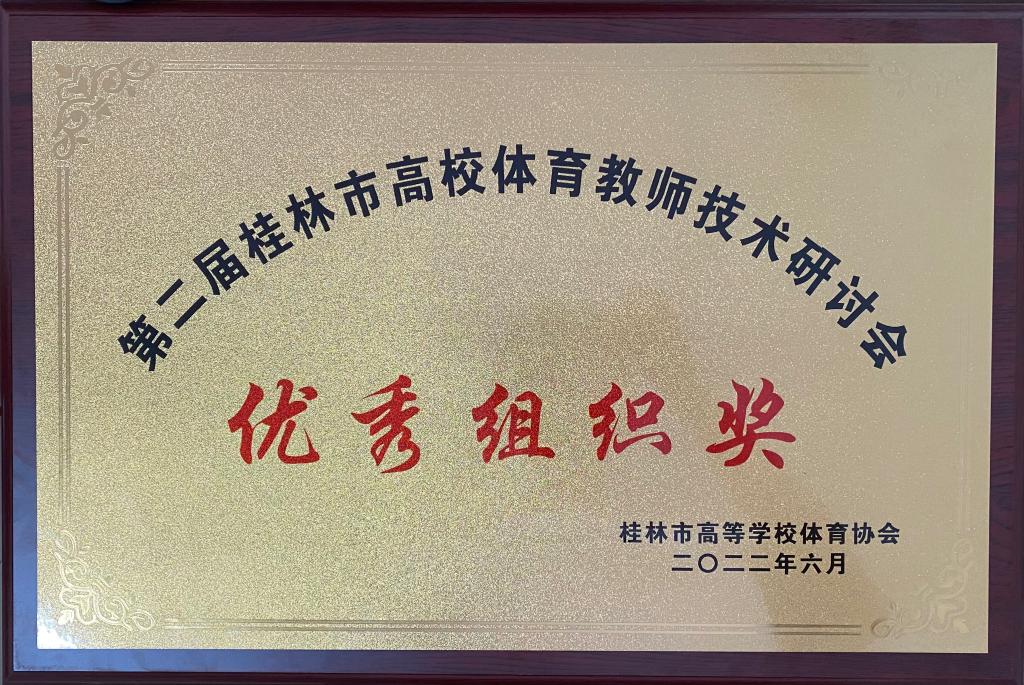 第二届桂林市高校体育教师技术研讨会
优秀组织奖
桂林市高等学校体育协会
二〇二二年六月